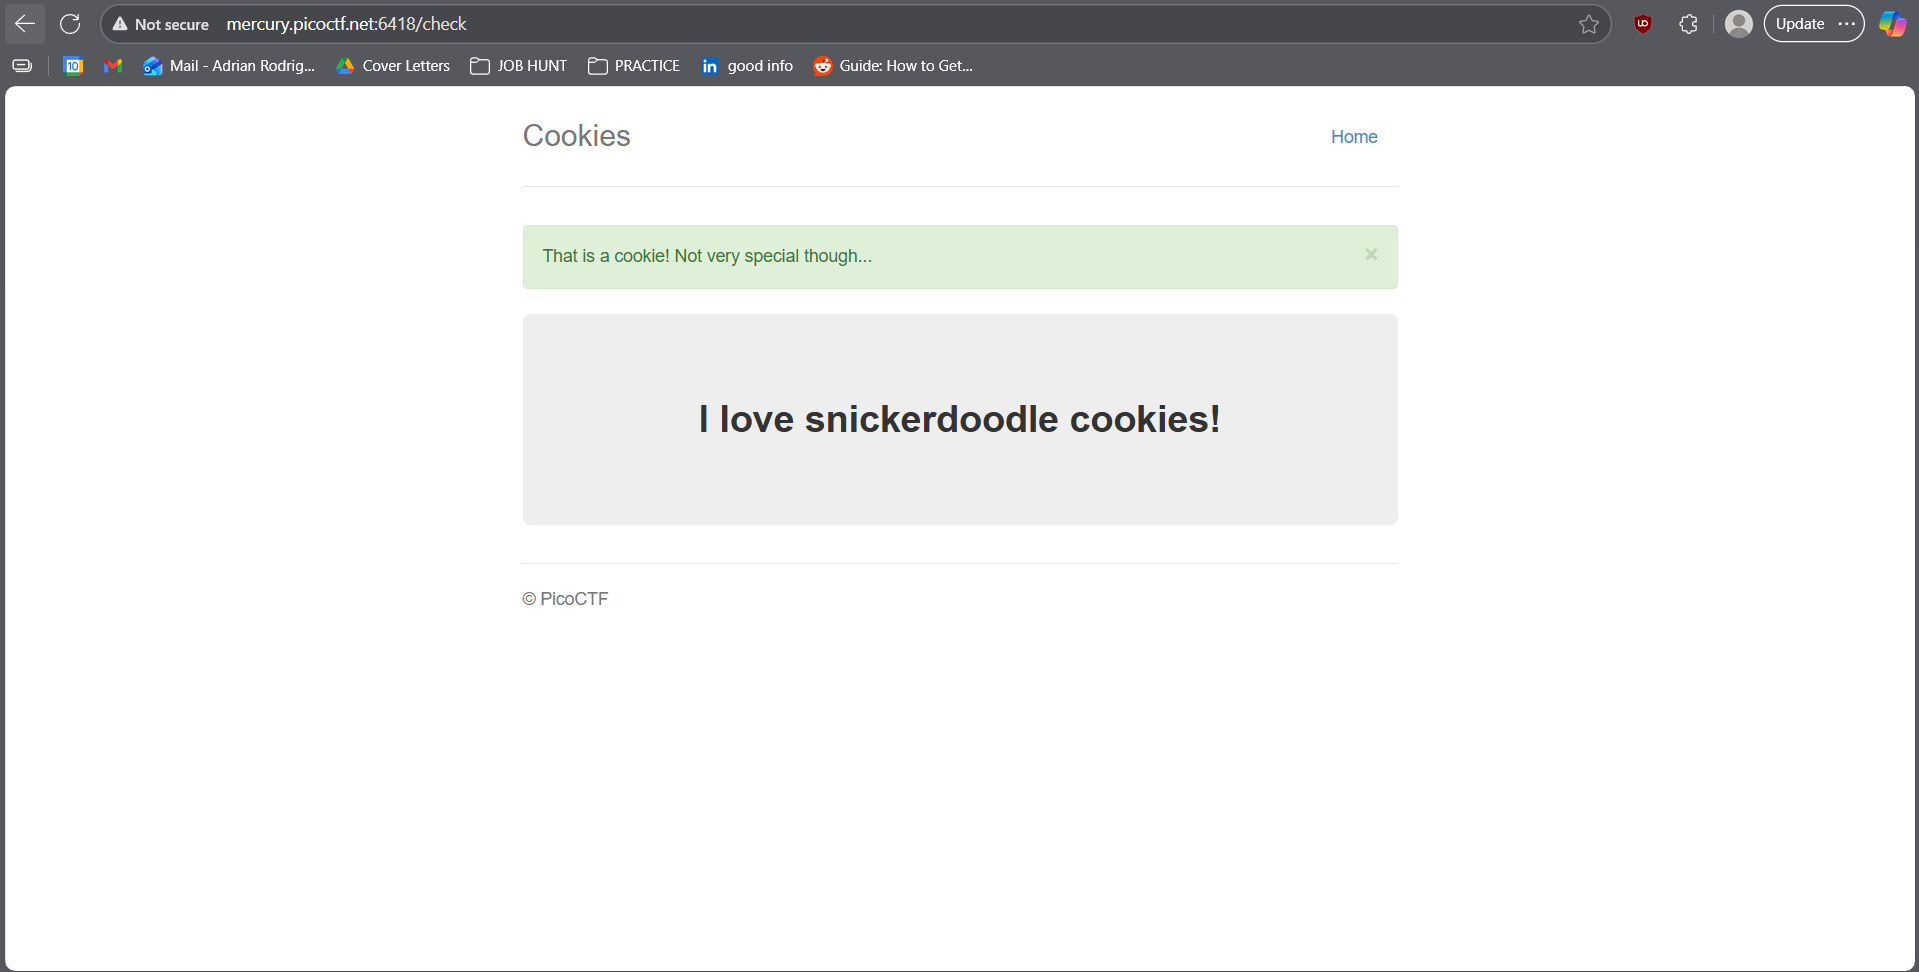 Not secure mercury.picoctf.net:6418/check Update
10 Mail - Adrian Rodrig... Cover Letters JOB HUNT PRACTICE in good info Guide: How to Get...
Cookies Home
That is a cookie! Not very special though... ×
I love snickerdoodle cookies!
© PicoCTF